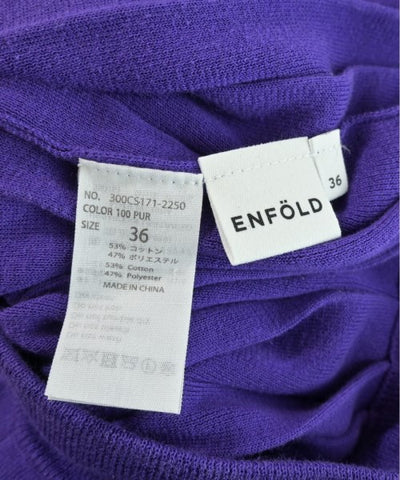 NO. 300CS171-2250
COLOR 100 PUR
SIZE 36
53% コットン
47% ポリエステル
53% Cotton
47% Polyester
MADE IN CHINA
ENFÖLD
36